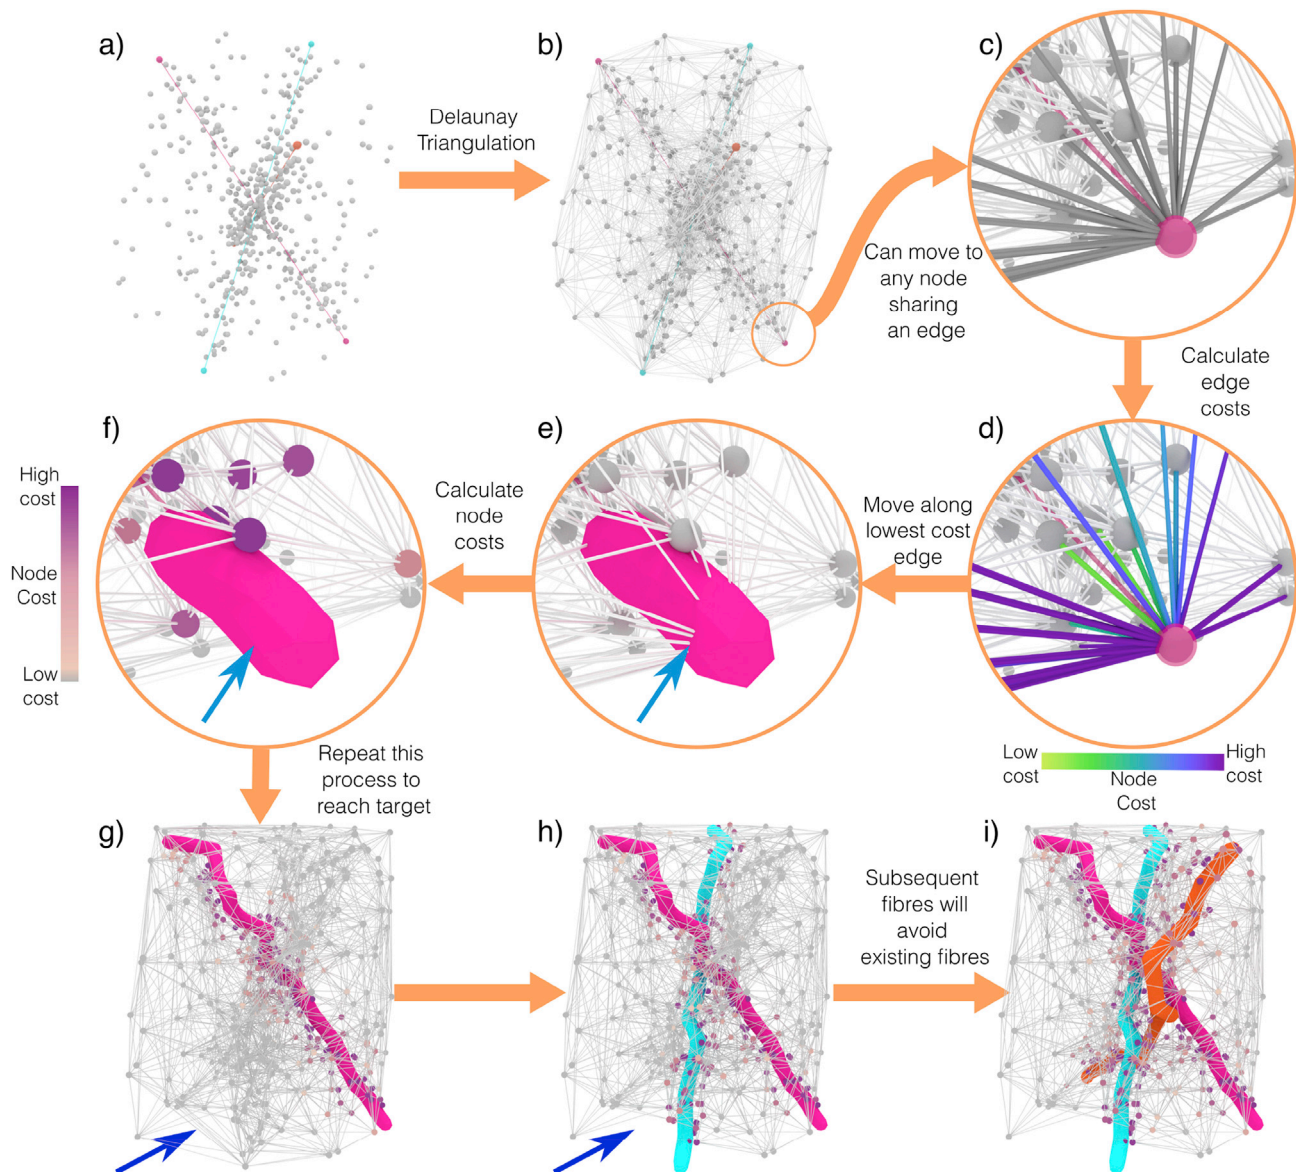 a)
b)
c)
Delaunay
Triangulation
Can move to
any node
sharing
an edge
Calculate
edge
costs
f)
e)
d)
High
cost
Node
Cost
Low
cost
Calculate
node
costs
Move along
lowest cost
edge
Low
cost
Node
Cost
High
cost
Repeat this
process to
reach target
g)
h)
i)
Subsequent
fibres will
avoid
existing fibres